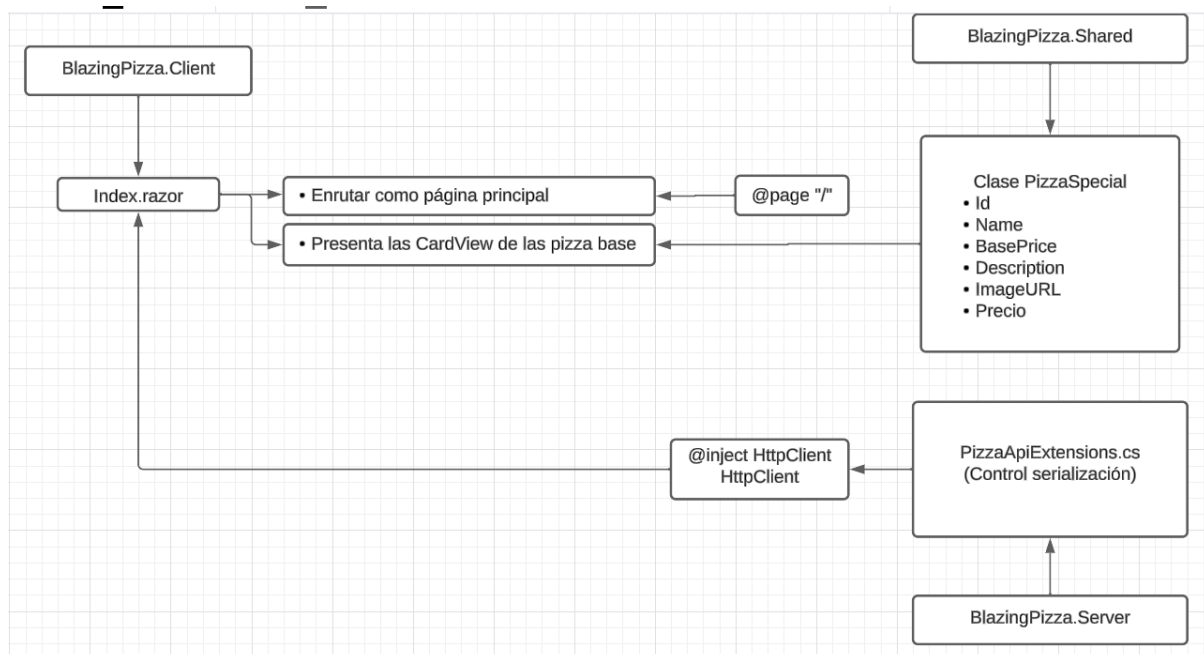 BlazingPizza.Shared
BlazingPizza.Client
Clase PizzaSpecial
• Id
• Name
• BasePrice
• Description
• ImageURL
• Precio
Index.razor
• Enrutar como página principal
@page "/"
• Presenta las CardView de las pizza base
@inject HttpClient
HttpClient
PizzaApiExtensions.cs
(Control serialización)
BlazingPizza.Server